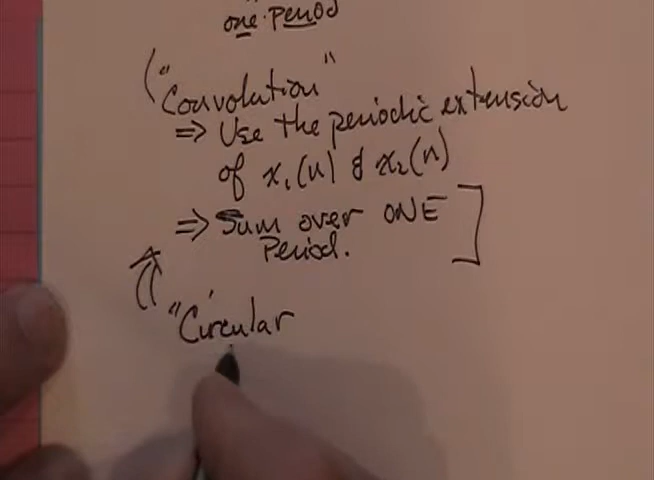 one period
"Convolution"
⇒ Use the periodic extension
of x₁(n) & x₂(n)
⇒ Sum over ONE
Period.
"Circular